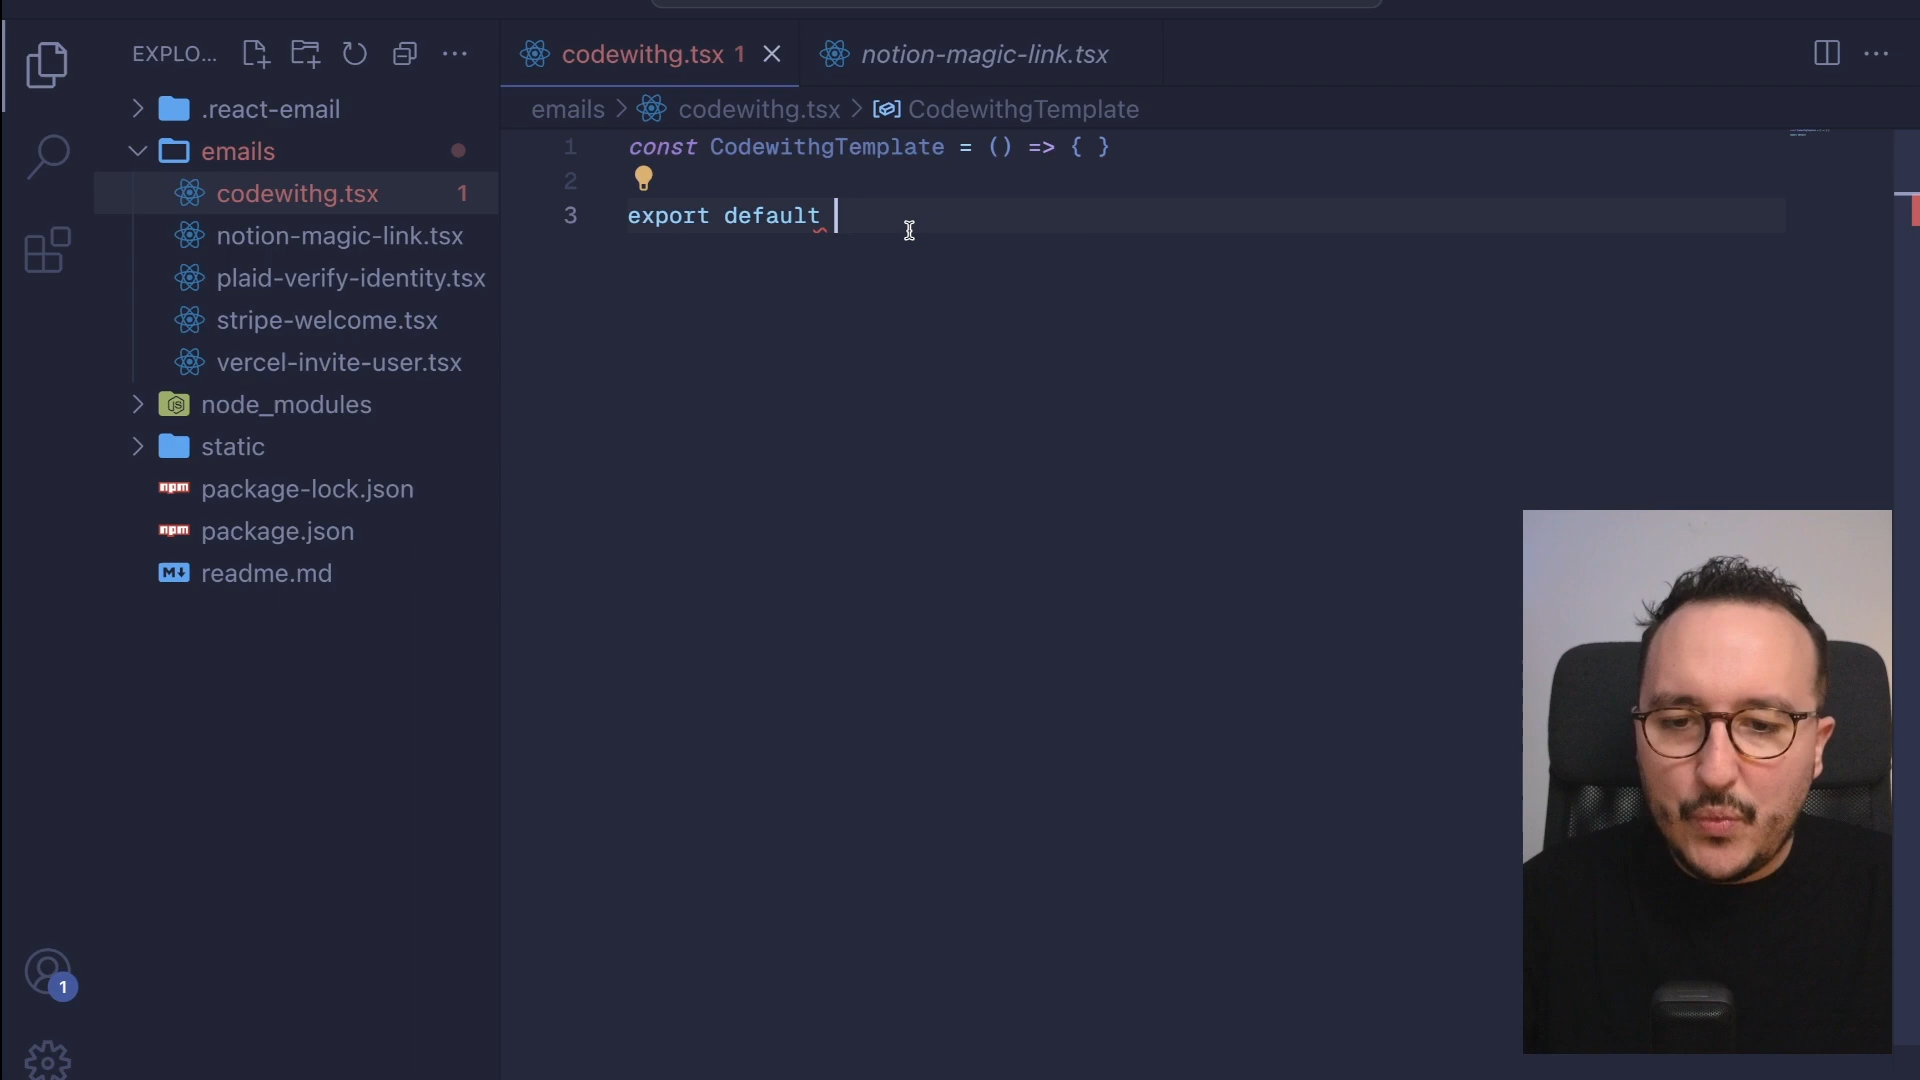 EXPLO...
.react-email
emails
codewithg.tsx 1
notion-magic-link.tsx
plaid-verify-identity.tsx
stripe-welcome.tsx
vercel-invite-user.tsx
node_modules
static
package-lock.json
package.json
readme.md
1
codewithg.tsx 1
notion-magic-link.tsx
emails > codewithg.tsx > CodewithgTemplate
1 const CodewithgTemplate = () => { }
2
3 export default